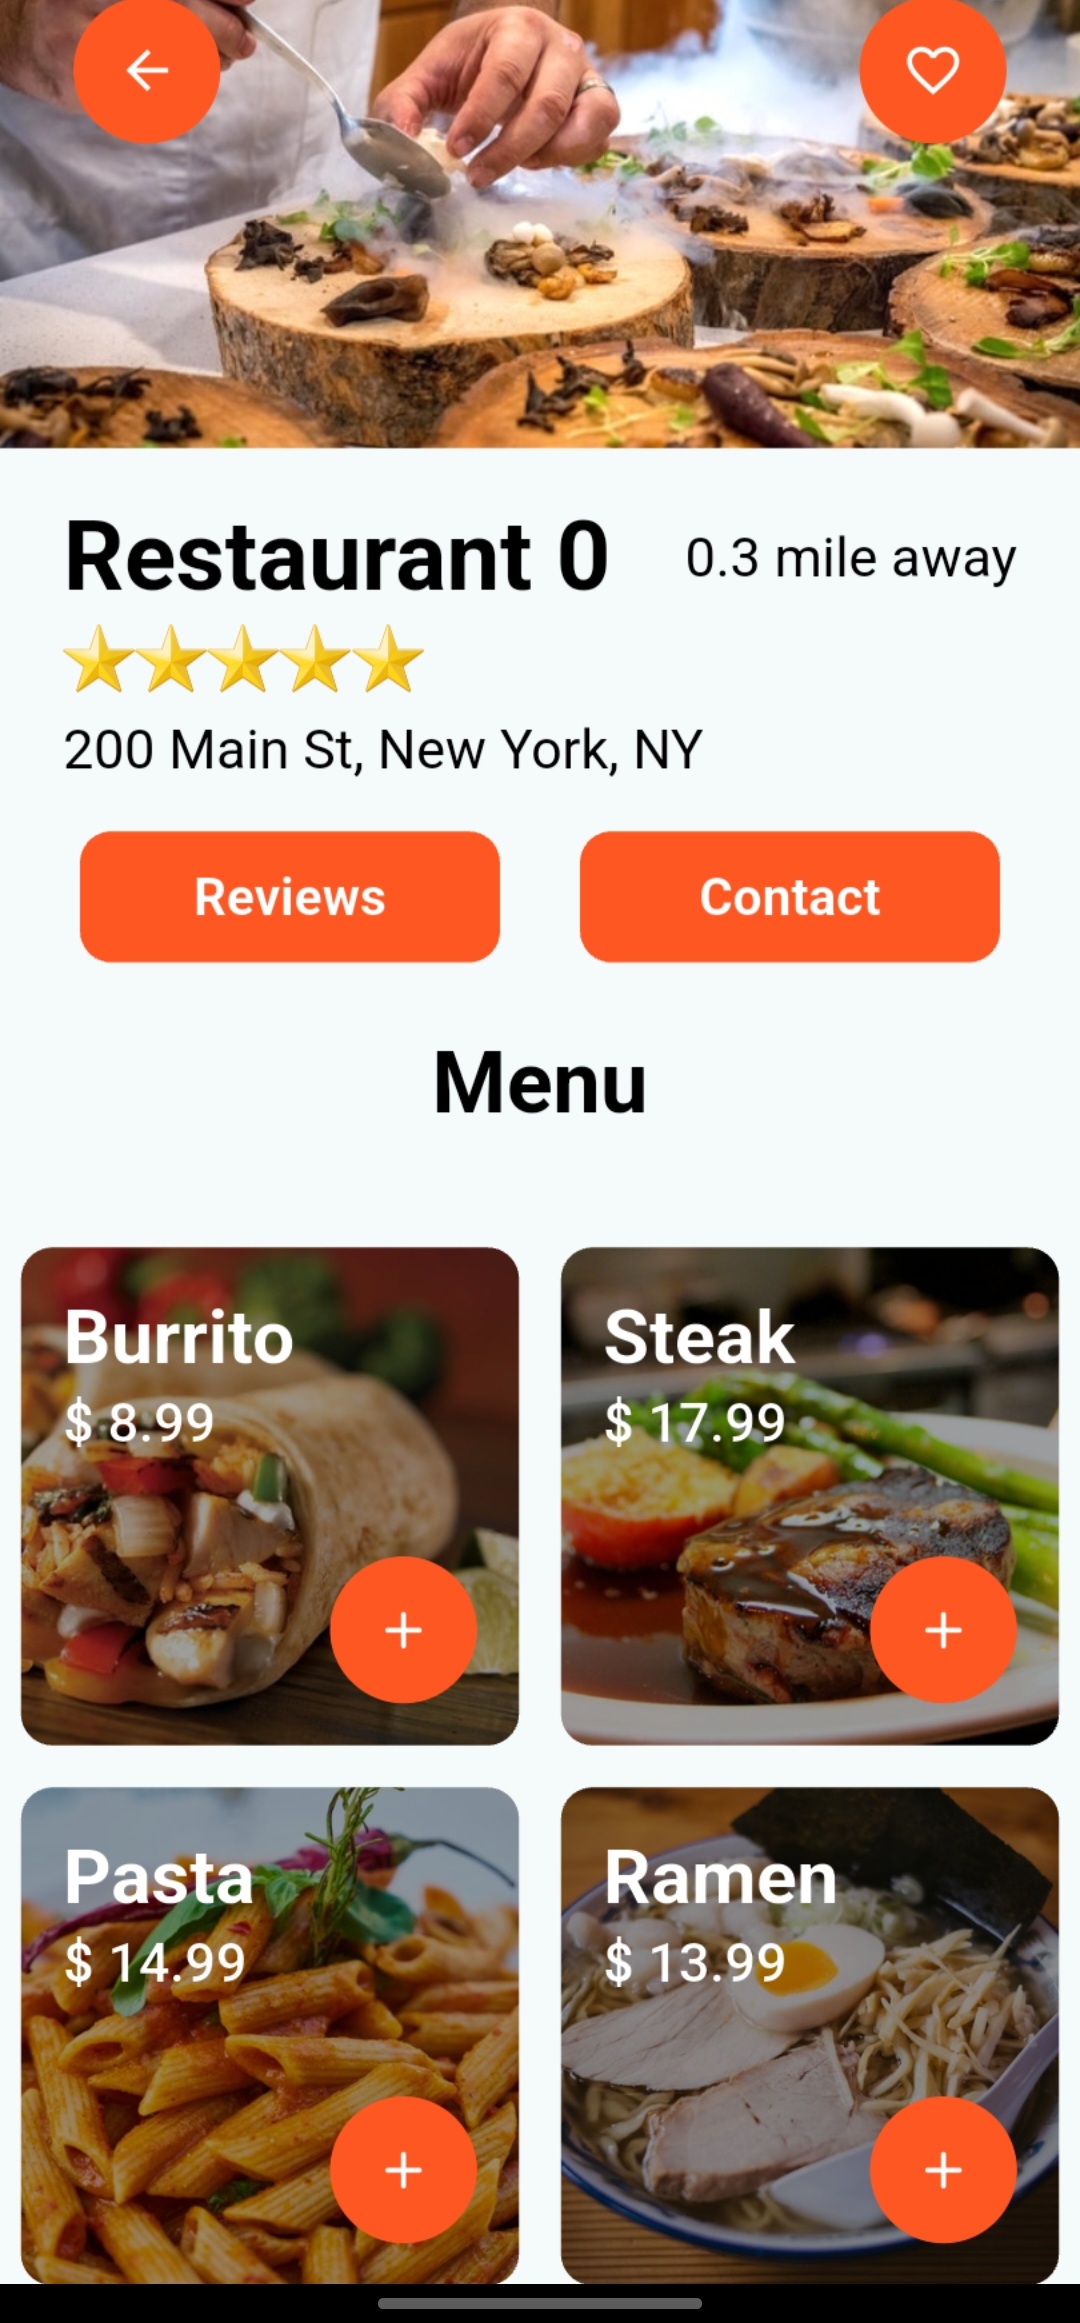 Restaurant 0
0.3 mile away
200 Main St, New York, NY
Reviews
Contact
Menu
Burrito
$ 8.99
Steak
$ 17.99
Pasta
$ 14.99
Ramen
$ 13.99